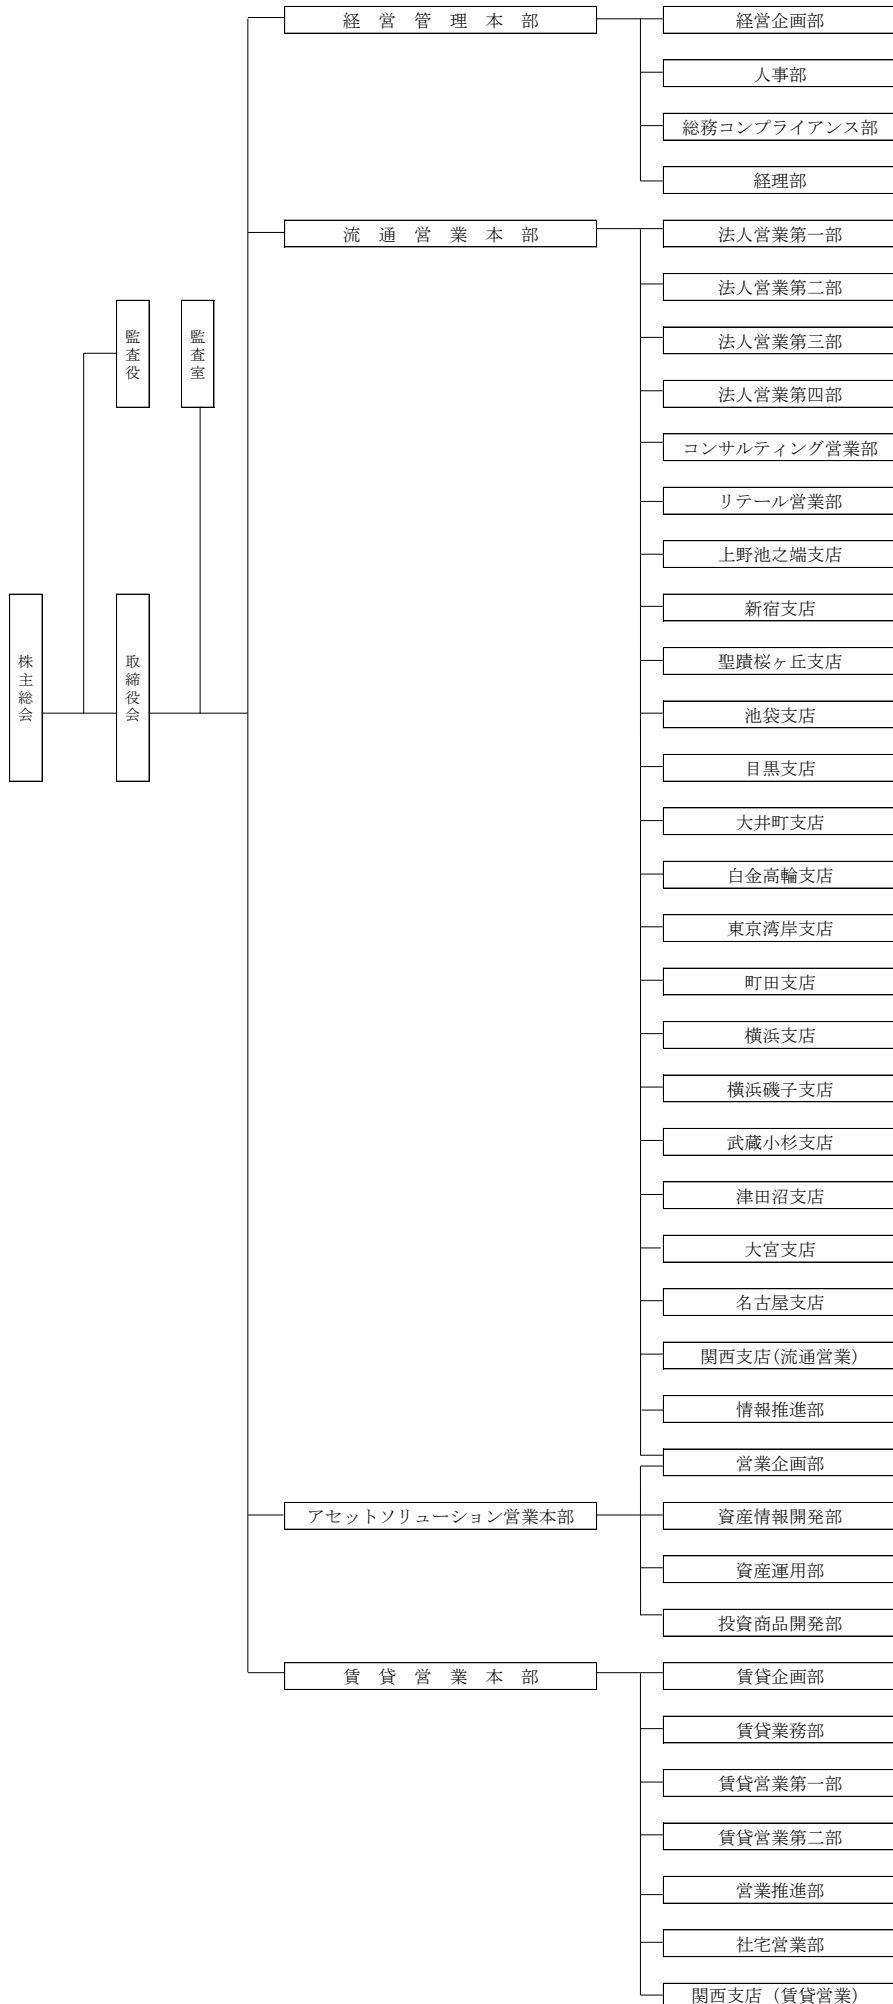 株主総会
監査役
取締役会
監査室
経営管理本部
経営企画部
人事部
総務コンプライアンス部
経理部
流通営業本部
法人営業第一部
法人営業第二部
法人営業第三部
法人営業第四部
コンサルティング営業部
リテール営業部
上野池之端支店
新宿支店
聖蹟桜ヶ丘支店
池袋支店
目黒支店
大井町支店
白金高輪支店
東京湾岸支店
町田支店
横浜支店
横浜磯子支店
武蔵小杉支店
津田沼支店
大宮支店
名古屋支店
関西支店(流通営業)
情報推進部
営業企画部
アセットソリューション営業本部
資産情報開発部
資産運用部
投資商品開発部
賃貸営業本部
賃貸企画部
賃貸業務部
賃貸営業第一部
賃貸営業第二部
営業推進部
社宅営業部
関西支店（賃貸営業）